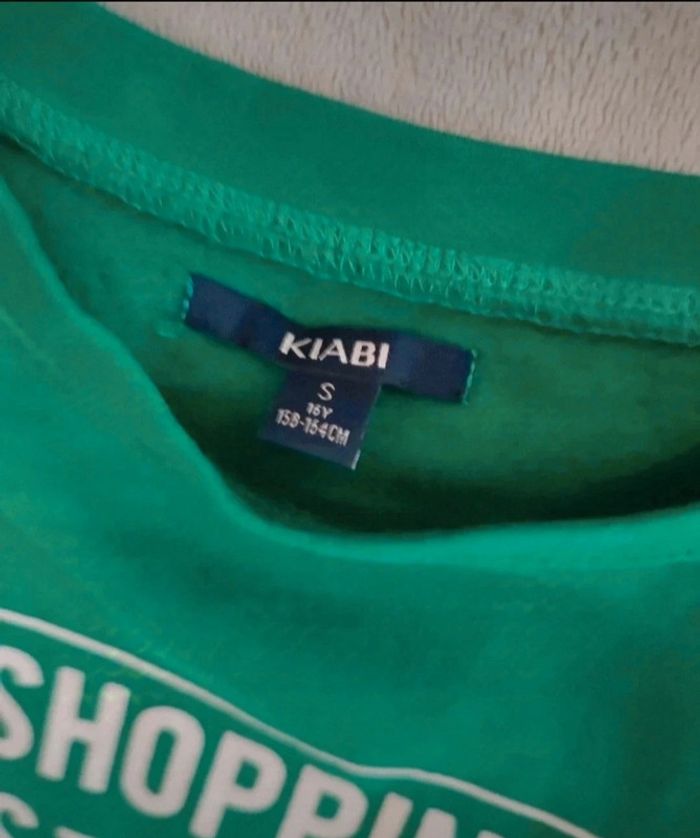 KIABI
S
16Y
158-164CM
SHOPPIN